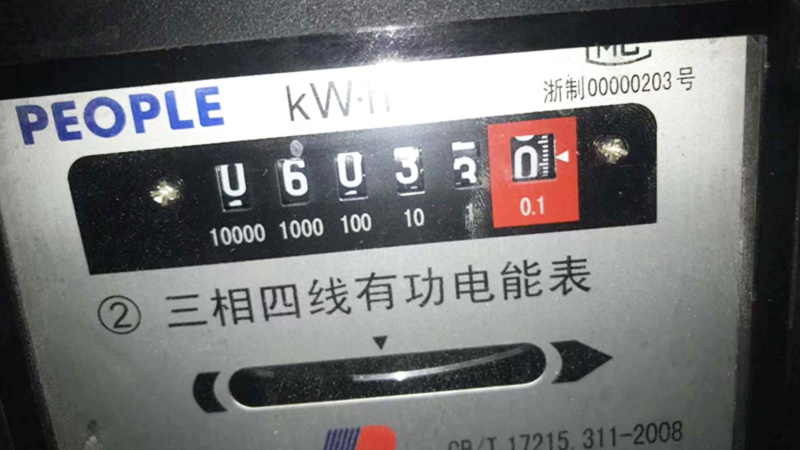 MC
浙制00000203号
PEOPLE kW·h
0 6 0 3 3 0
10000 1000 100 10 1 0.1
② 三相四线有功电能表
GB/T 17215.311-2008